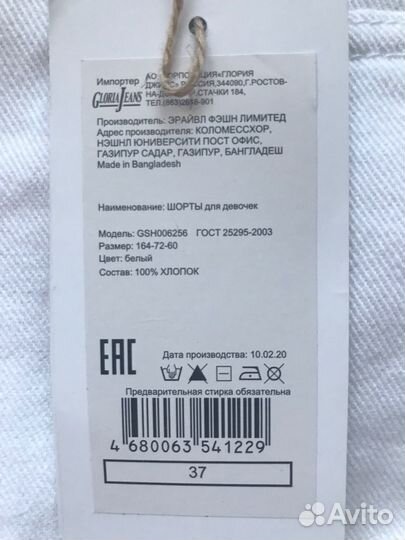 Импортер
GLORIA JEANS
АО "КОРПОРАЦИЯ«ГЛОРИЯ
ДЖИНС» РОССИЯ,344090,Г.РОСТОВ-
НА-ДОНУ СТАЧКИ 184,
ТЕЛ.(863)2618-901
Производитель: ЭРАЙВЛ ФЭШН ЛИМИТЕД
Адрес производителя: КОЛОМЕССХОР,
НЭШНЛ ЮНИВЕРСИТИ ПОСТ ОФИС,
ГАЗИПУР САДАР, ГАЗИПУР, БАНГЛАДЕШ
Made in Bangladesh
Наименование: ШОРТЫ для девочек
Модель: GSH006256 ГОСТ 25295-2003
Размер: 164-72-60
Цвет: белый
Состав: 100% ХЛОПОК
EAC
Дата производства: 10.02.20
Предварительная стирка обязательна
4 680063 541229
37
Avito